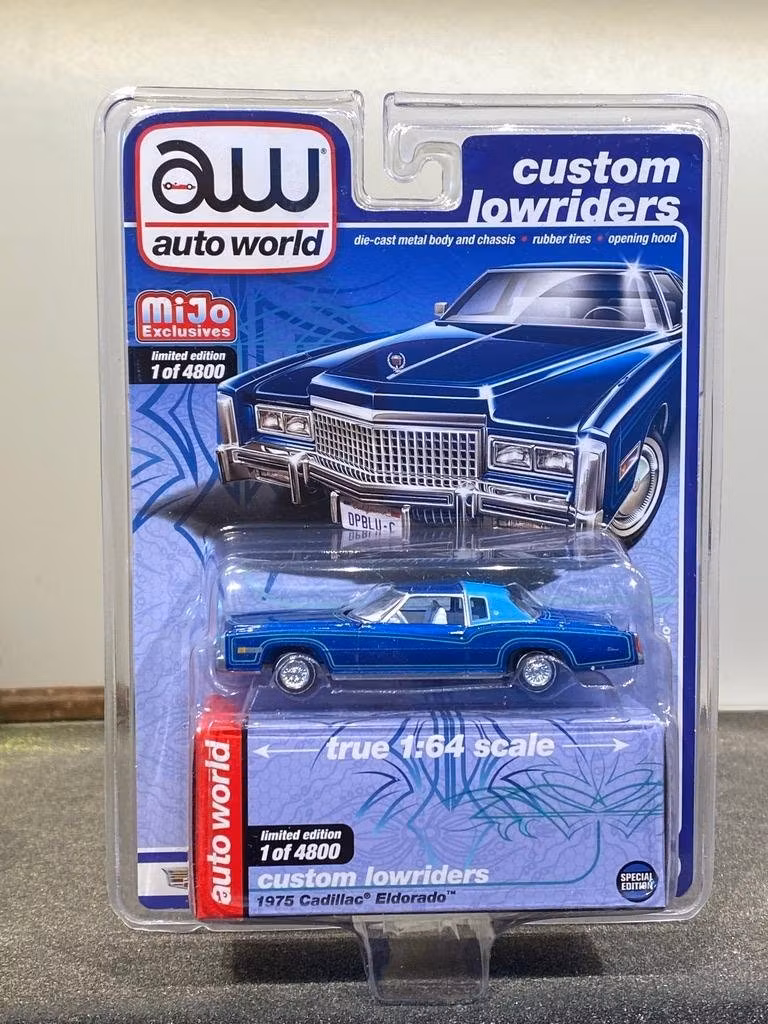 aw®
auto world
custom
lowriders
die-cast metal body and chassis • rubber tires • opening hood
MiJo
Exclusives
limited edition
1 of 4800
DPBLU-C
true 1:64 scale
auto world
limited edition
1 of 4800
custom lowriders
1975 Cadillac® Eldorado™
SPECIAL
EDITION